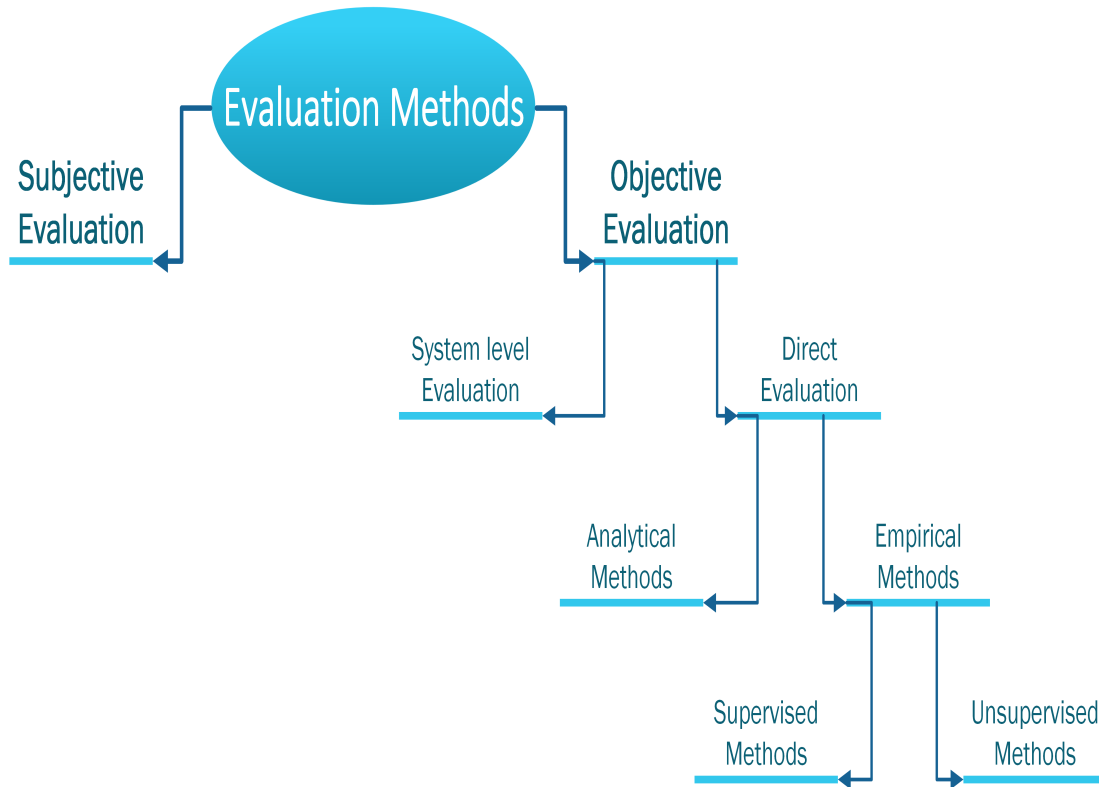 Evaluation Methods
Subjective
Evaluation
Objective
Evaluation
System level
Evaluation
Direct
Evaluation
Analytical
Methods
Empirical
Methods
Supervised
Methods
Unsupervised
Methods